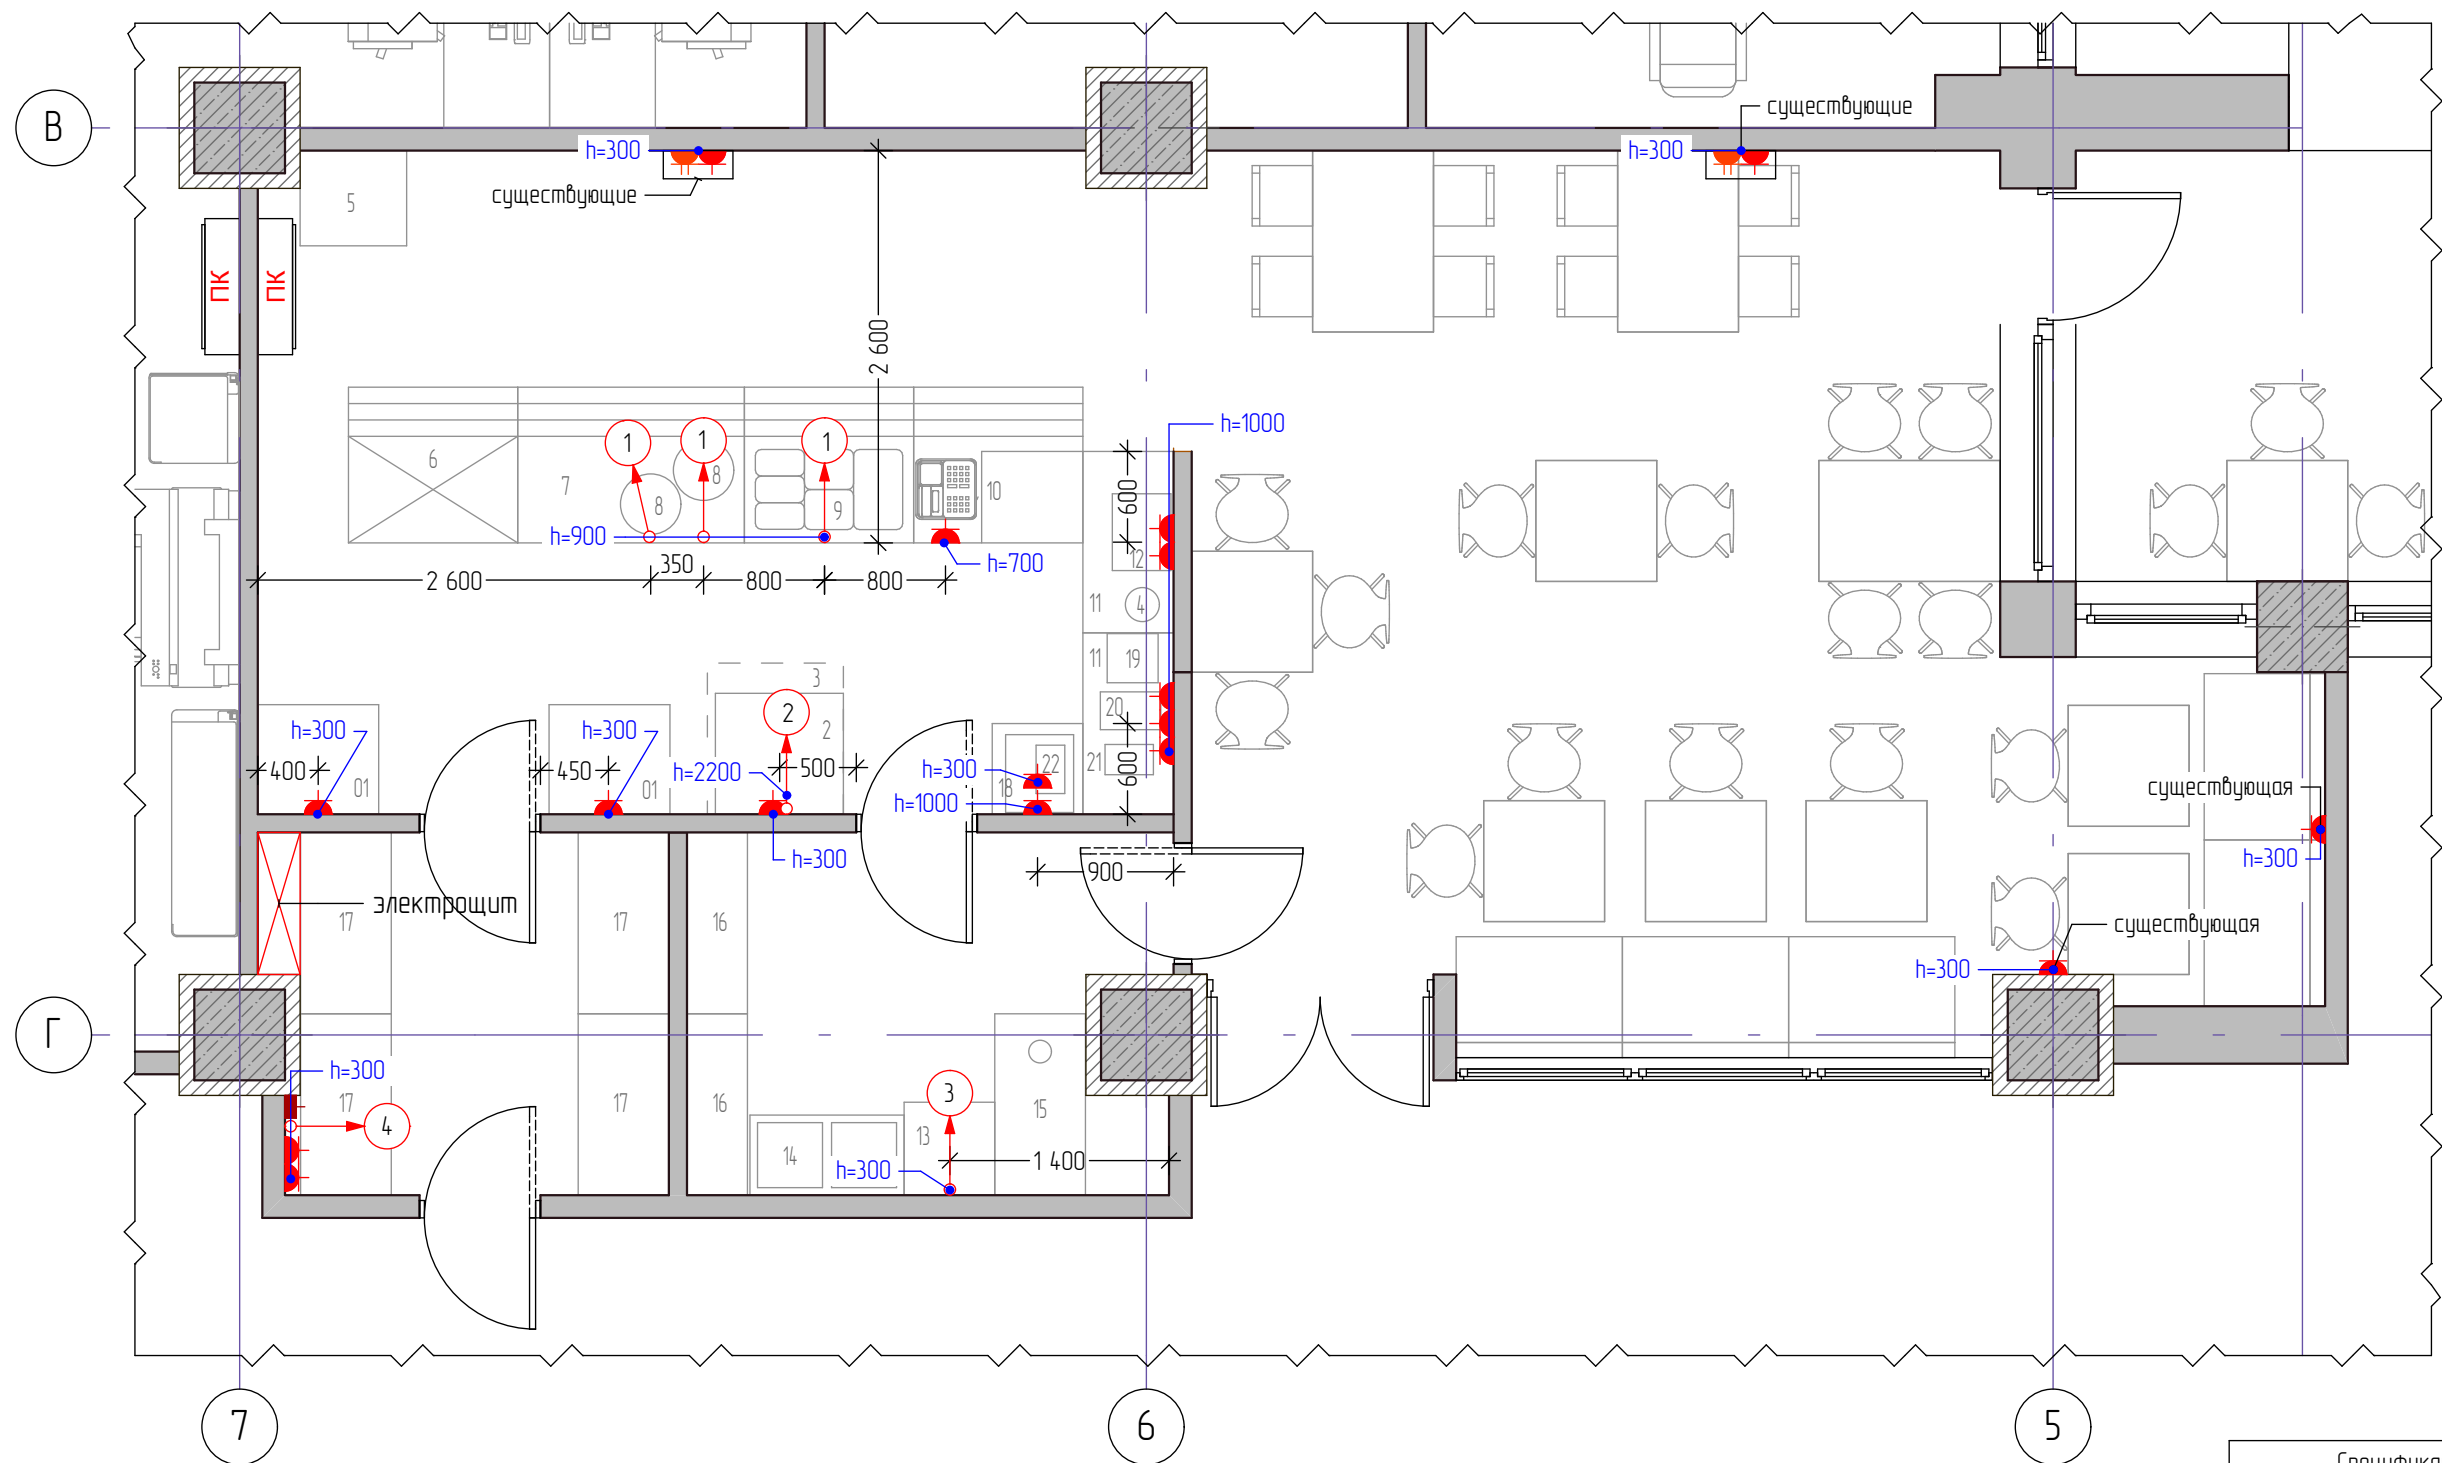 В
существующие
h=300
h=300
существующие
5
ПК
ПК
2 600
h=1000
6
1
1
1
7
8
8
9
10
600
h=900
12
h=700
350
2 600
800
800
11
4
11
19
3
2
2
20
h=300
h=300
400
450
h=2200
500
h=300
22
21
600
01
01
18
h=1000
существующая
h=300
h=300
900
электрощит
17
17
16
существующая
h=300
Г
h=300
17
17
16
3
15
4
13
14
h=300
1 400
7
6
5